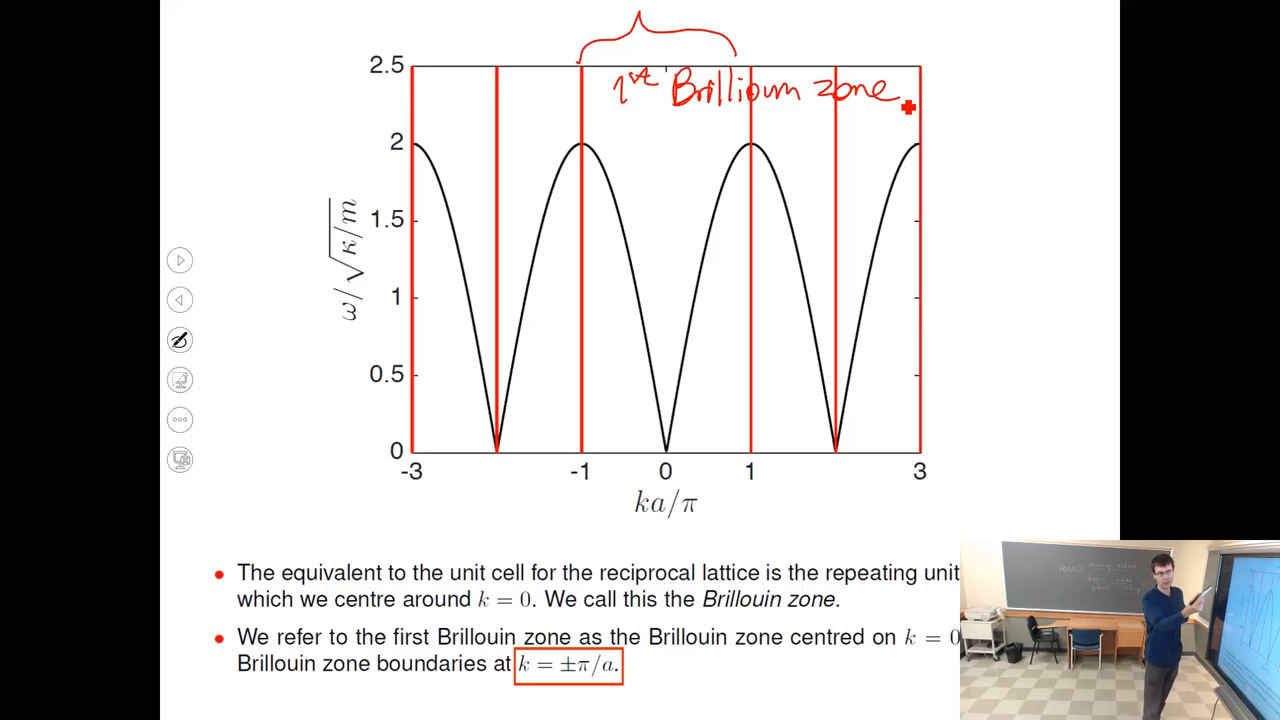 1st Brillioum zone
2.5
2
1.5
1
0.5
0
ω/√κ/m
-3 -1 0 1 3
ka/π
• The equivalent to the unit cell for the reciprocal lattice is the repeating unit
which we centre around k = 0. We call this the Brillouin zone.
• We refer to the first Brillouin zone as the Brillouin zone centred on k = 0
Brillouin zone boundaries at k = ±π/a.